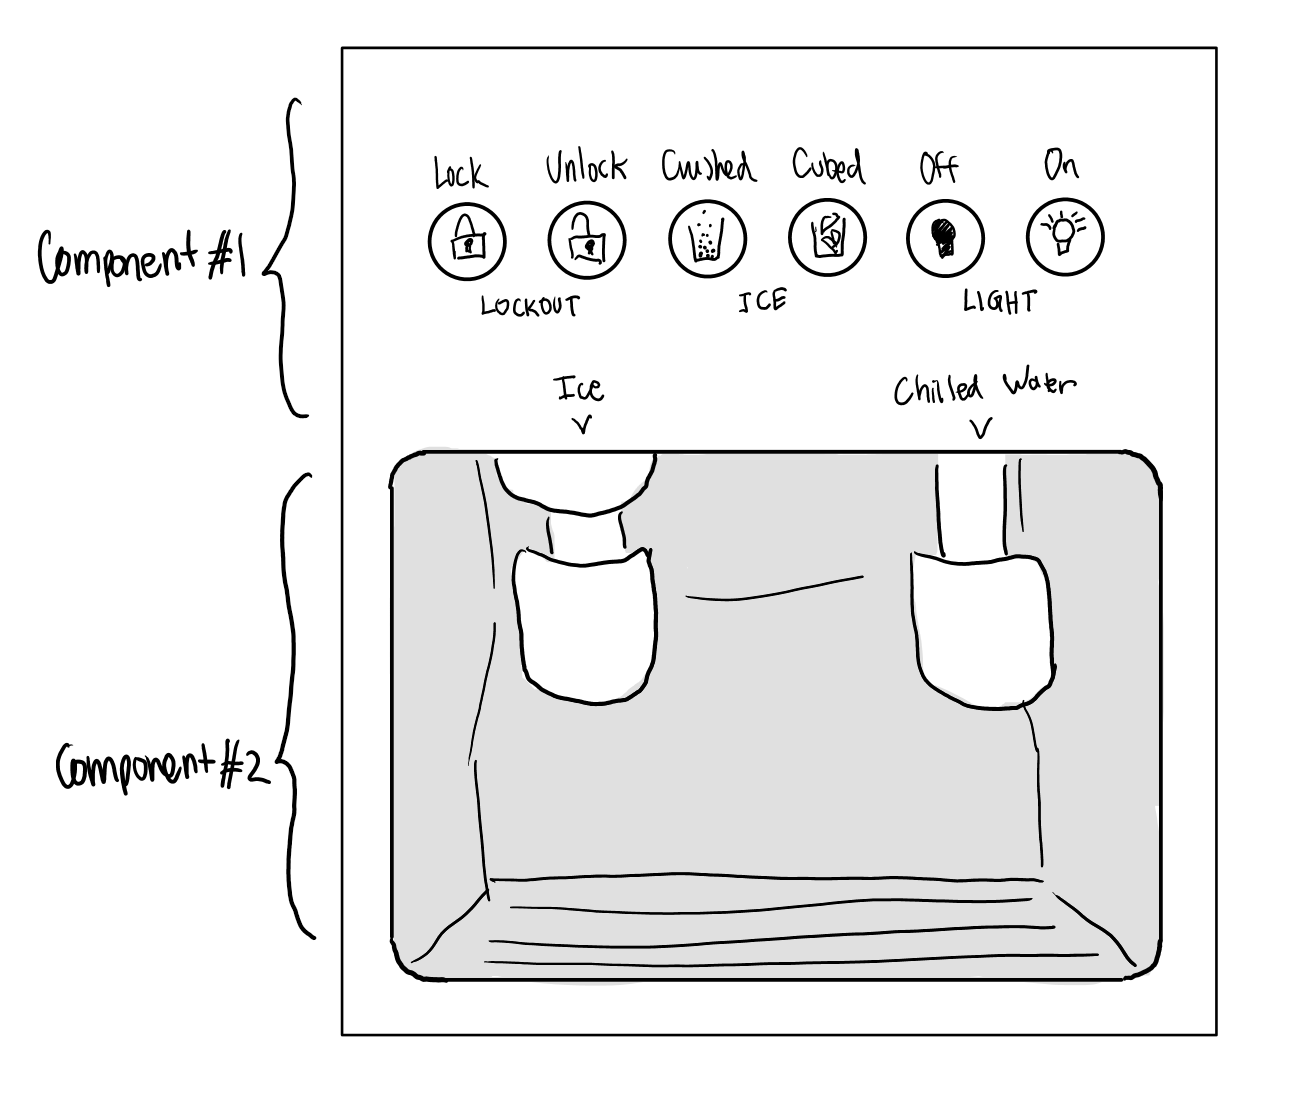 Lock Unlock Crushed Cubed Off On
Component #1
LOCKOUT ICE LIGHT
Ice Chilled Water
Component #2